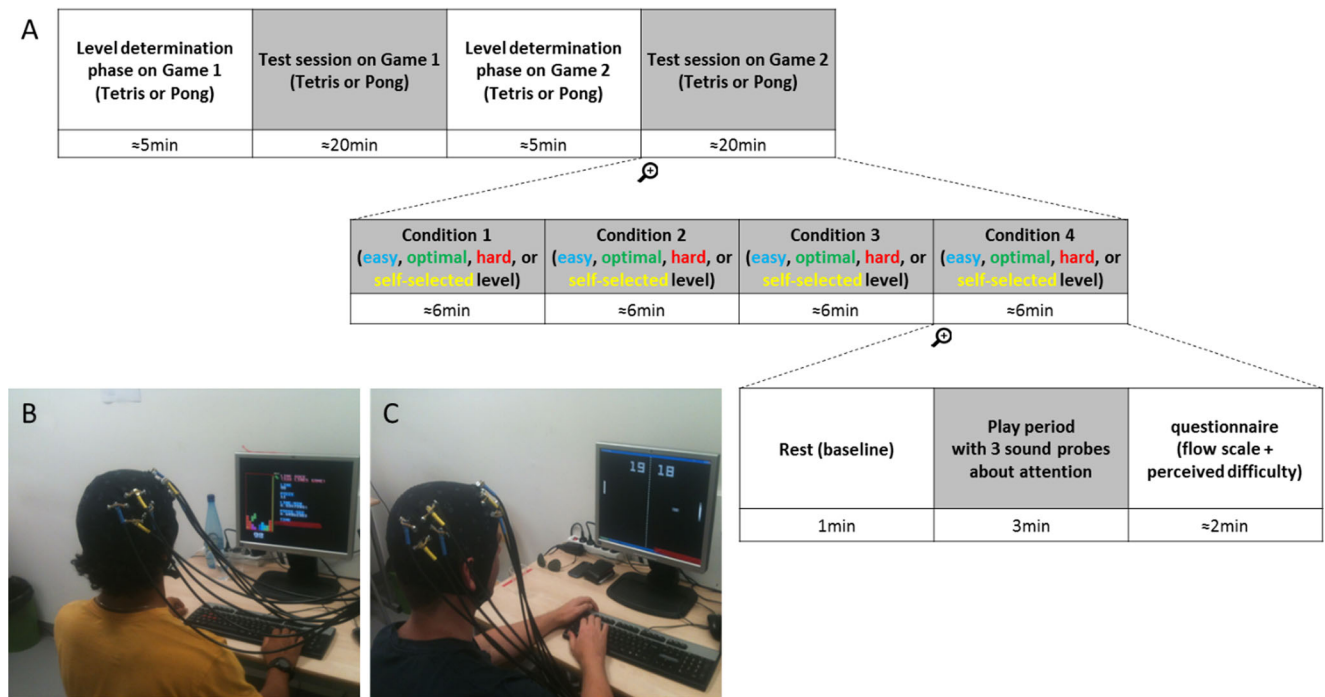 A
Level determination
phase on Game 1
(Tetris or Pong)
Test session on Game 1
(Tetris or Pong)
Level determination
phase on Game 2
(Tetris or Pong)
Test session on Game 2
(Tetris or Pong)
≈5min
≈20min
≈5min
≈20min
Condition 1
(easy, optimal, hard, or
self-selected level)
Condition 2
(easy, optimal, hard, or
self-selected level)
Condition 3
(easy, optimal, hard, or
self-selected level)
Condition 4
(easy, optimal, hard, or
self-selected level)
≈6min
≈6min
≈6min
≈6min
Rest (baseline)
Play period
with 3 sound probes
about attention
questionnaire
(flow scale +
perceived difficulty)
1min
3min
≈2min
B
C
19 18